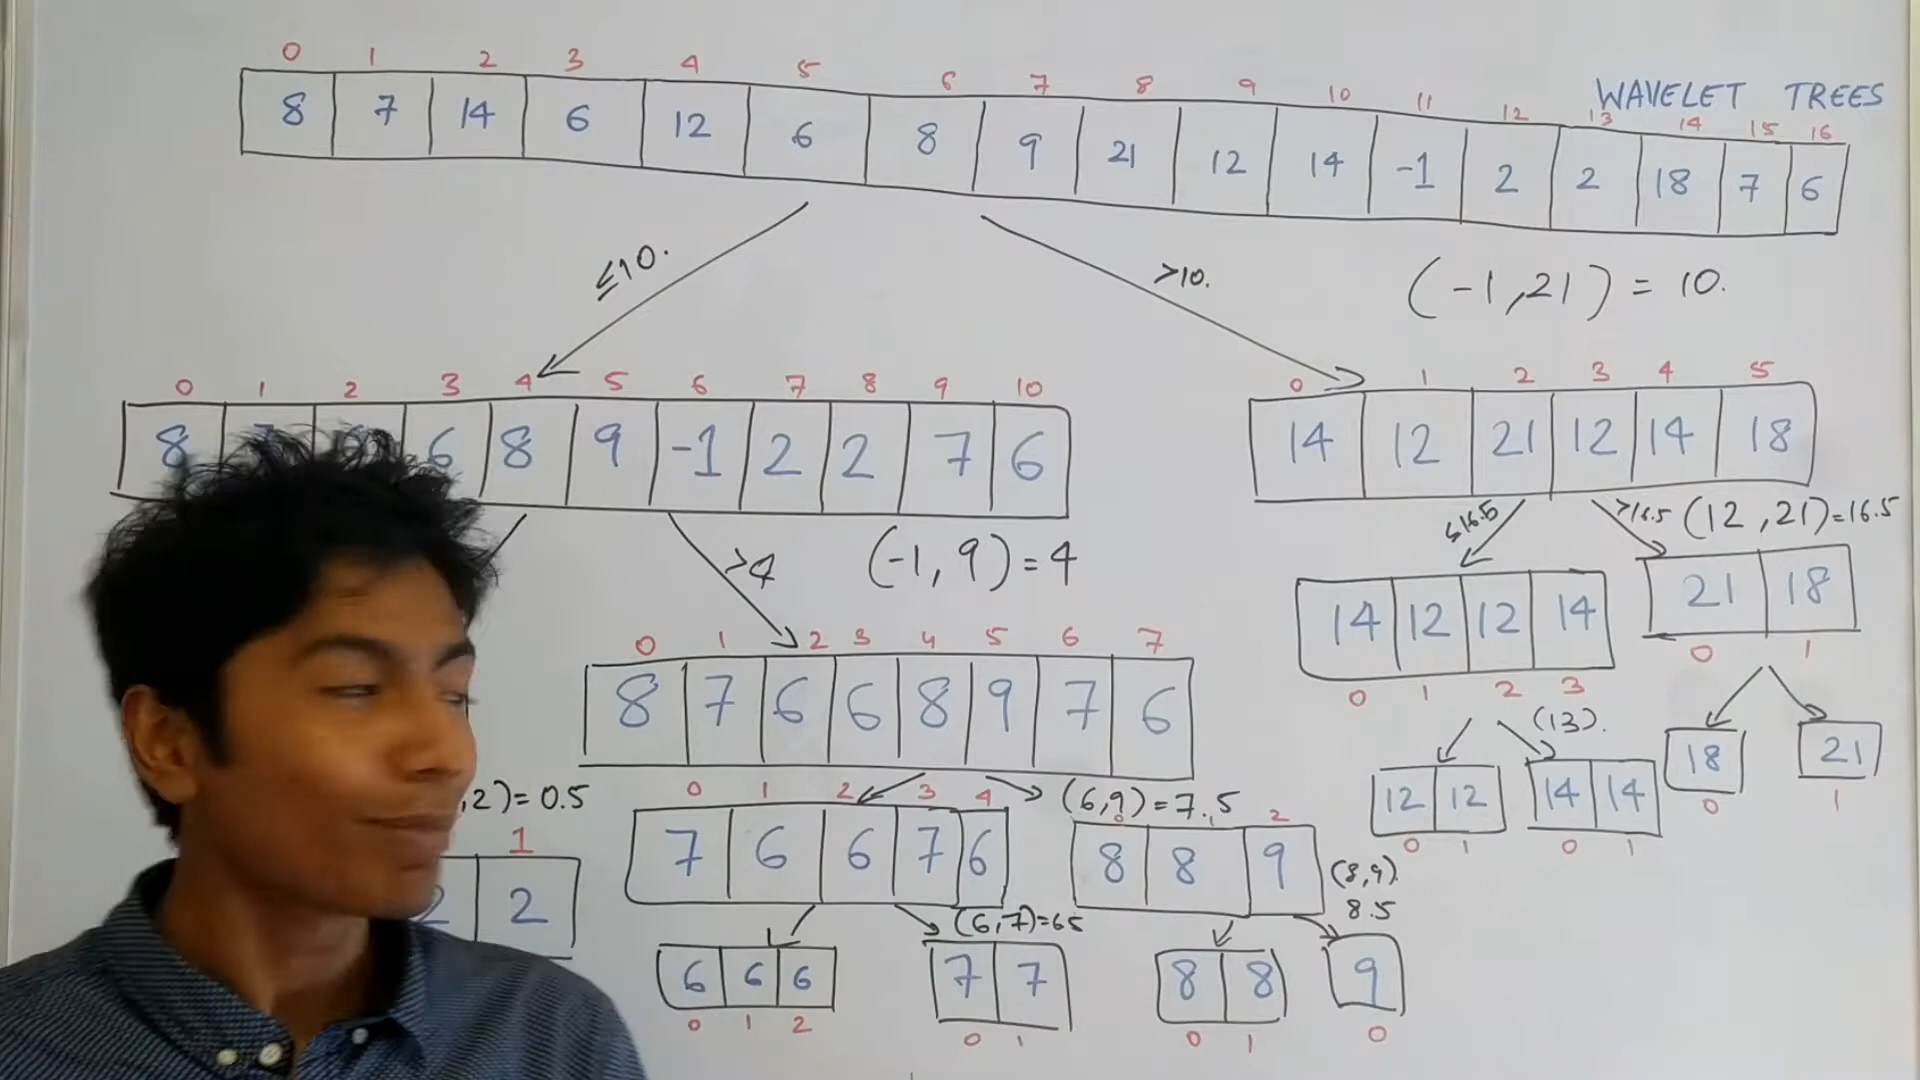 0 1 2 3 4 5 6 7 8 9 10 11 12 13 14 15 16
WAVELET TREES
8 7 14 6 12 6 8 9 21 12 14 -1 2 2 18 7 6
≤10. >10. (-1,21) = 10.
0 1 2 3 4 5 6 7 8 9 10
8 6 8 9 -1 2 2 7 6
0 1 2 3 4 5
14 12 21 12 14 18
>4 (-1,9)=4
≤16.5 >16.5 (12,21)=16.5
21 18
0 1
14 12 12 14
0 1 2 3
0 1 2 3 4 5 6 7
8 7 6 6 8 9 7 6
(13).
12 12 14 14
0 1 0 1
18 21
0 1
,2)=0.5
1
2 2
(6,9)=7.5
0 1 2 3 4
7 6 6 7 6
2
8 8 9
(8,9).
8.5
(6,7)=65
6 6 6 7 7 8 8 9
0 1 2 0 1 0 1 0